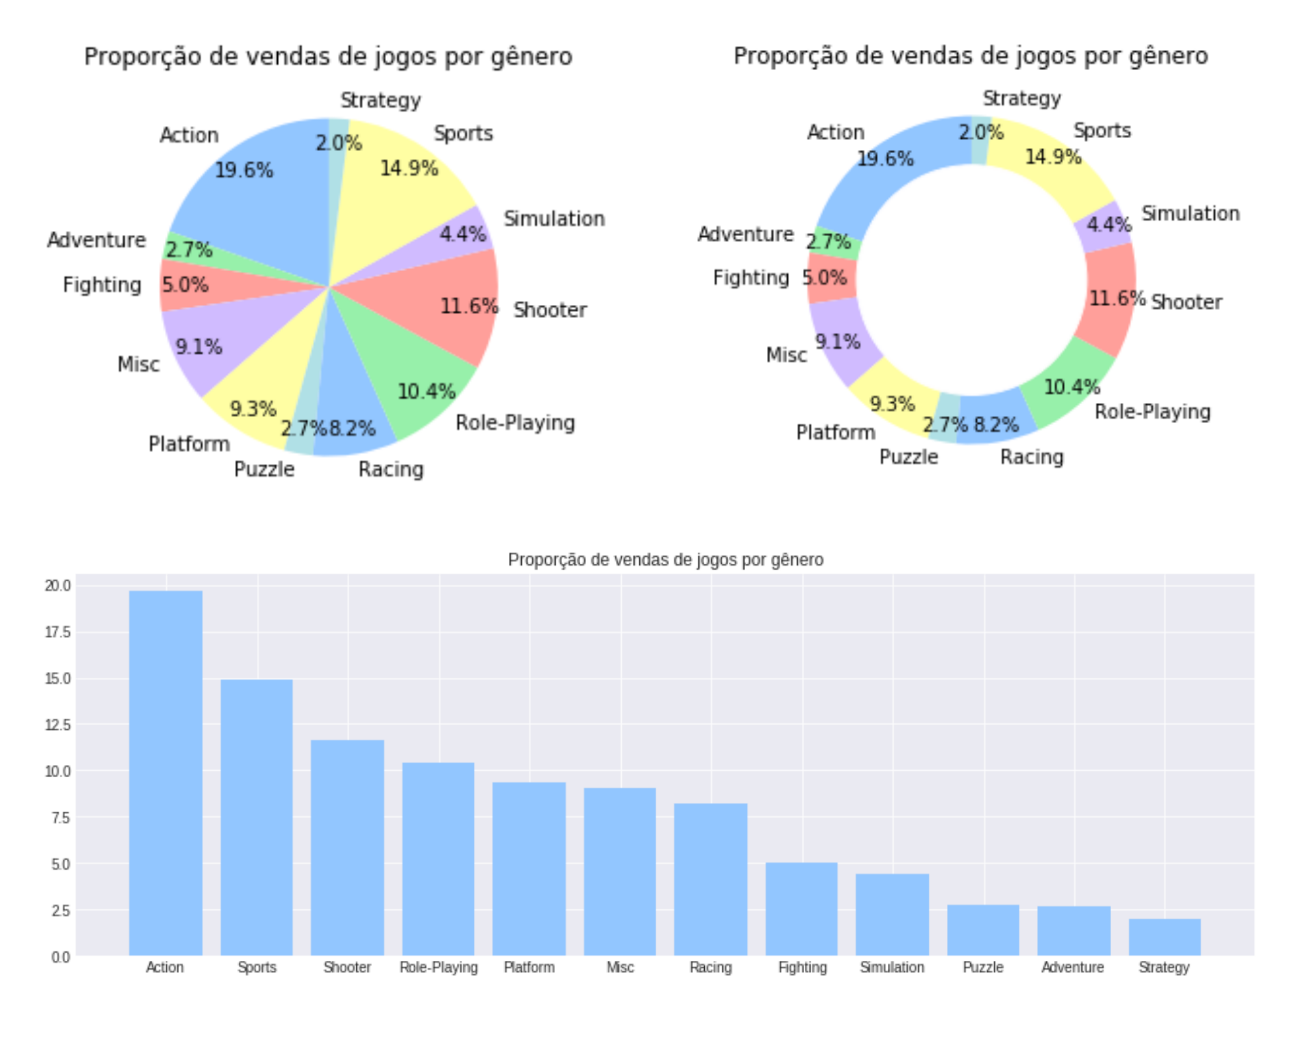 Proporção de vendas de jogos por gênero
Strategy
2.0%
Action
19.6%
Sports
14.9%
Simulation
4.4%
Adventure
2.7%
Fighting
5.0%
Shooter
11.6%
Misc
9.1%
Role-Playing
10.4%
Platform
9.3%
Puzzle
2.7%
Racing
8.2%
Proporção de vendas de jogos por gênero
Strategy
2.0%
Action
19.6%
Sports
14.9%
Simulation
4.4%
Adventure
2.7%
Fighting
5.0%
Shooter
11.6%
Misc
9.1%
Role-Playing
10.4%
Platform
9.3%
Puzzle
2.7%
Racing
8.2%
Proporção de vendas de jogos por gênero
20.0
17.5
15.0
12.5
10.0
7.5
5.0
2.5
0.0
Action Sports Shooter Role-Playing Platform Misc Racing Fighting Simulation Puzzle Adventure Strategy